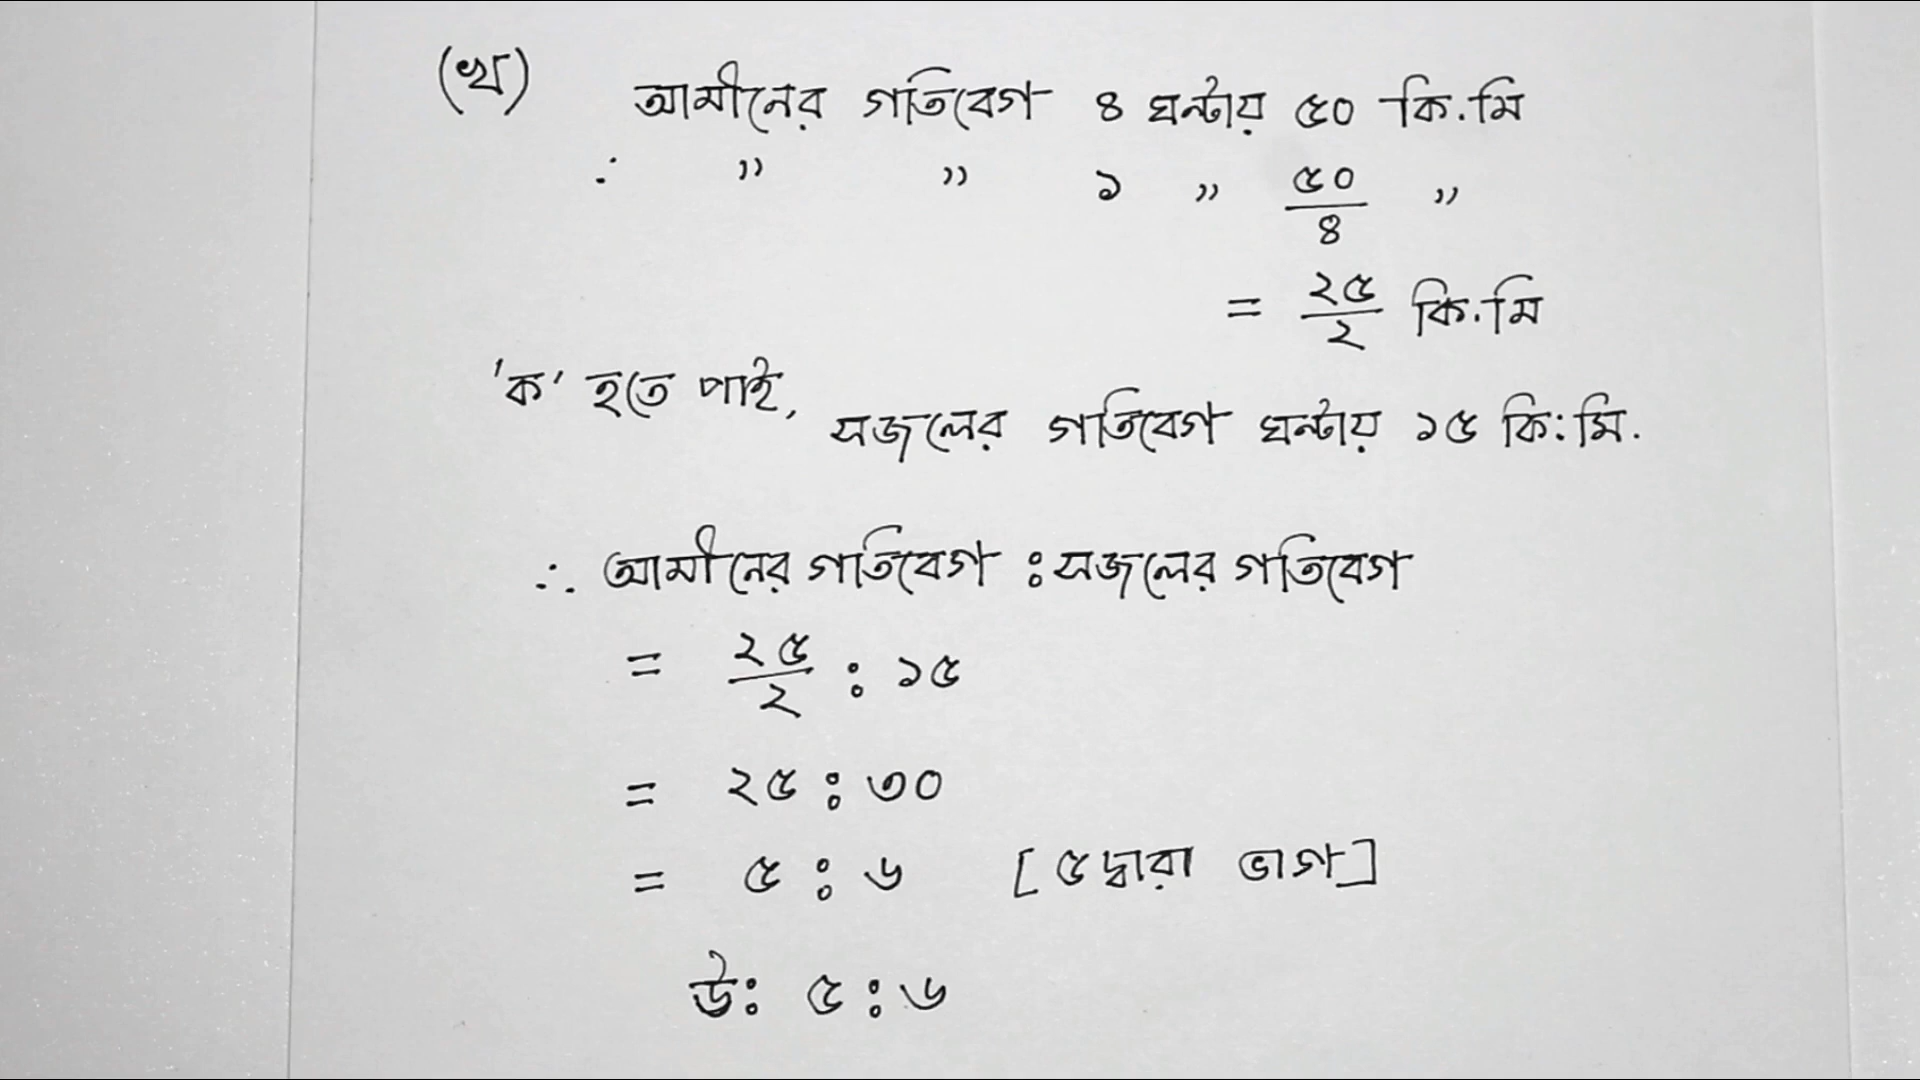 (খ) আমীনের গতিবেগ ৪ ঘন্টায় ৫০ কি.মি
∴ " " ১ " ৫০/৪ "
= ২৫/২ কি.মি
'ক' হতে পাই, সজলের গতিবেগ ঘন্টায় ১৫ কি:মি.
∴ আমীনের গতিবেগ : সজলের গতিবেগ
= ২৫/২ : ১৫
= ২৫ : ৩০
= ৫ : ৬ [৫ দ্বারা ভাগ]
উঃ ৫ : ৬